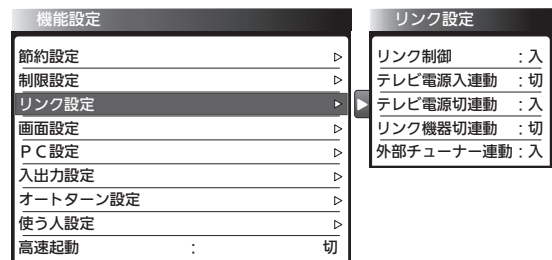 機能設定
節約設定
制限設定
リンク設定
画面設定
PC設定
入出力設定
オートターン設定
使う人設定
高速起動 : 切
リンク設定
リンク制御 : 入
テレビ電源入連動 : 切
テレビ電源切連動 : 入
リンク機器切連動 : 切
外部チューナー連動 : 入